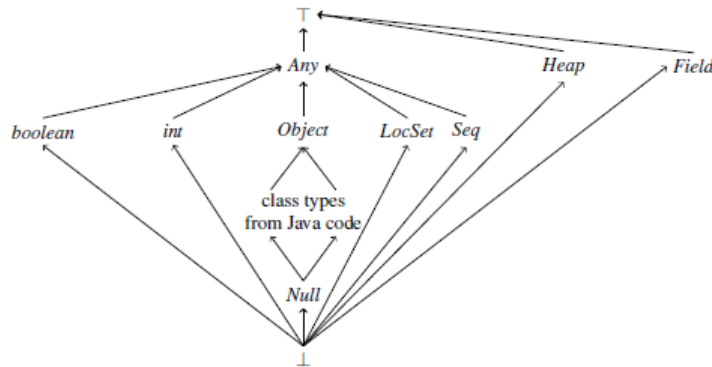 ⊤
Any Heap Field
boolean int Object LocSet Seq
class types
from Java code
Null
⊥